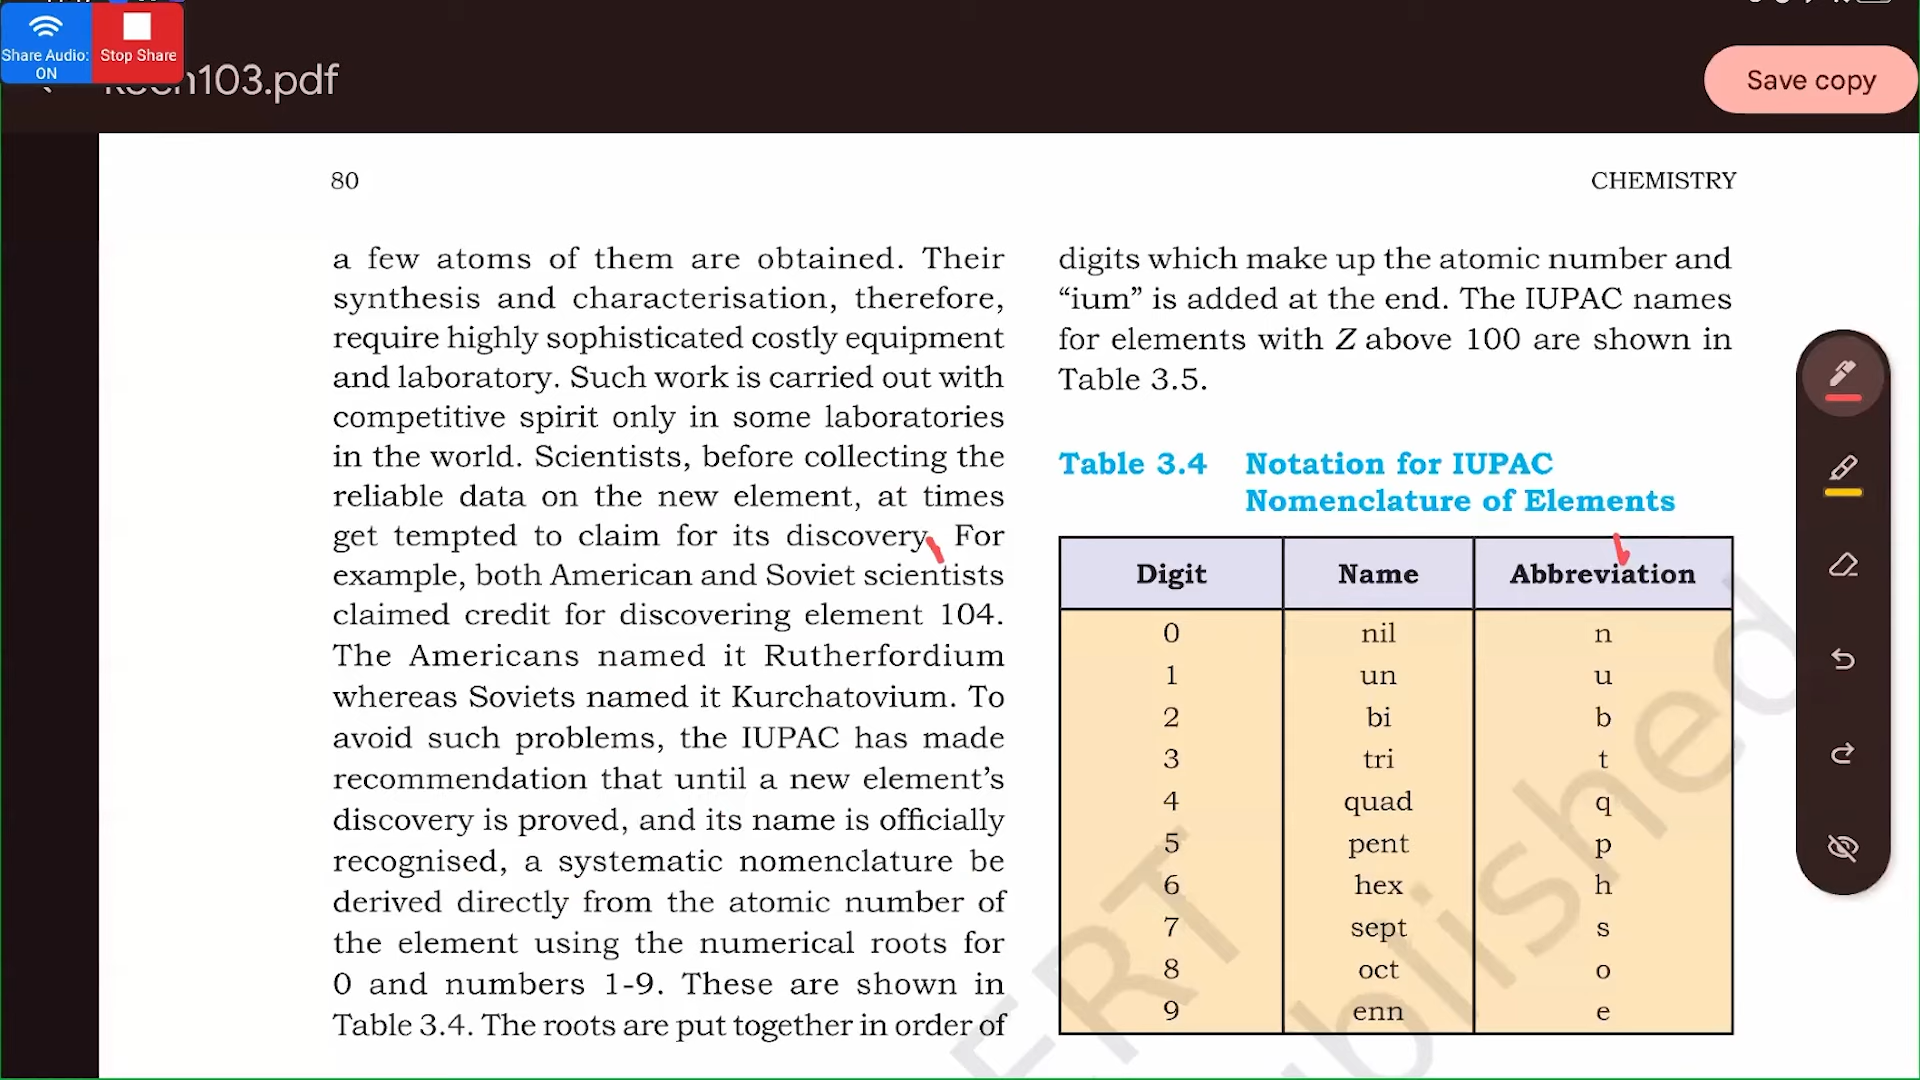 Share Audio:
ON
Stop Share
103.pdf
Save copy
80
CHEMISTRY
a few atoms of them are obtained. Their
synthesis and characterisation, therefore,
require highly sophisticated costly equipment
and laboratory. Such work is carried out with
competitive spirit only in some laboratories
in the world. Scientists, before collecting the
reliable data on the new element, at times
get tempted to claim for its discovery. For
example, both American and Soviet scientists
claimed credit for discovering element 104.
The Americans named it Rutherfordium
whereas Soviets named it Kurchatovium. To
avoid such problems, the IUPAC has made
recommendation that until a new element’s
discovery is proved, and its name is officially
recognised, a systematic nomenclature be
derived directly from the atomic number of
the element using the numerical roots for
0 and numbers 1-9. These are shown in
Table 3.4. The roots are put together in order of
digits which make up the atomic number and
“ium” is added at the end. The IUPAC names
for elements with Z above 100 are shown in
Table 3.5.
Table 3.4 Notation for IUPAC
Nomenclature of Elements
Digit Name Abbreviation
0 nil n
1 un u
2 bi b
3 tri t
4 quad q
5 pent p
6 hex h
7 sept s
8 oct o
9 enn e